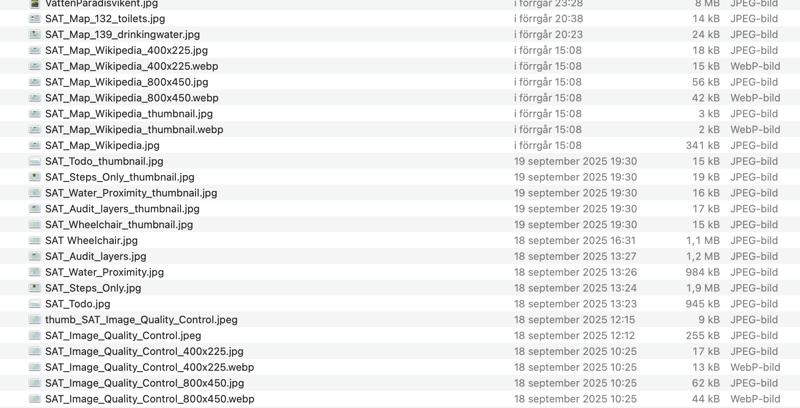 VattenParadisvikent.jpg i förrgår 23:28 8 MB JPEG-bild
SAT_Map_132_toilets.jpg i förrgår 20:38 14 kB JPEG-bild
SAT_Map_139_drinkingwater.jpg i förrgår 20:23 24 kB JPEG-bild
SAT_Map_Wikipedia_400x225.jpg i förrgår 15:08 18 kB JPEG-bild
SAT_Map_Wikipedia_400x225.webp i förrgår 15:08 15 kB WebP-bild
SAT_Map_Wikipedia_800x450.jpg i förrgår 15:08 56 kB JPEG-bild
SAT_Map_Wikipedia_800x450.webp i förrgår 15:08 42 kB WebP-bild
SAT_Map_Wikipedia_thumbnail.jpg i förrgår 15:08 3 kB JPEG-bild
SAT_Map_Wikipedia_thumbnail.webp i förrgår 15:08 2 kB WebP-bild
SAT_Map_Wikipedia.jpg i förrgår 15:08 341 kB JPEG-bild
SAT_Todo_thumbnail.jpg 19 september 2025 19:30 15 kB JPEG-bild
SAT_Steps_Only_thumbnail.jpg 19 september 2025 19:30 19 kB JPEG-bild
SAT_Water_Proximity_thumbnail.jpg 19 september 2025 19:30 16 kB JPEG-bild
SAT_Audit_layers_thumbnail.jpg 19 september 2025 19:30 17 kB JPEG-bild
SAT_Wheelchair_thumbnail.jpg 19 september 2025 19:30 15 kB JPEG-bild
SAT Wheelchair.jpg 18 september 2025 16:31 1,1 MB JPEG-bild
SAT_Audit_layers.jpg 18 september 2025 13:27 1,2 MB JPEG-bild
SAT_Water_Proximity.jpg 18 september 2025 13:26 984 kB JPEG-bild
SAT_Steps_Only.jpg 18 september 2025 13:24 1,9 MB JPEG-bild
SAT_Todo.jpg 18 september 2025 13:23 945 kB JPEG-bild
thumb_SAT_Image_Quality_Control.jpeg 18 september 2025 12:15 9 kB JPEG-bild
SAT_Image_Quality_Control.jpeg 18 september 2025 12:12 255 kB JPEG-bild
SAT_Image_Quality_Control_400x225.jpg 18 september 2025 10:25 17 kB JPEG-bild
SAT_Image_Quality_Control_400x225.webp 18 september 2025 10:25 13 kB WebP-bild
SAT_Image_Quality_Control_800x450.jpg 18 september 2025 10:25 62 kB JPEG-bild
SAT_Image_Quality_Control_800x450.webp 18 september 2025 10:25 44 kB WebP-bild